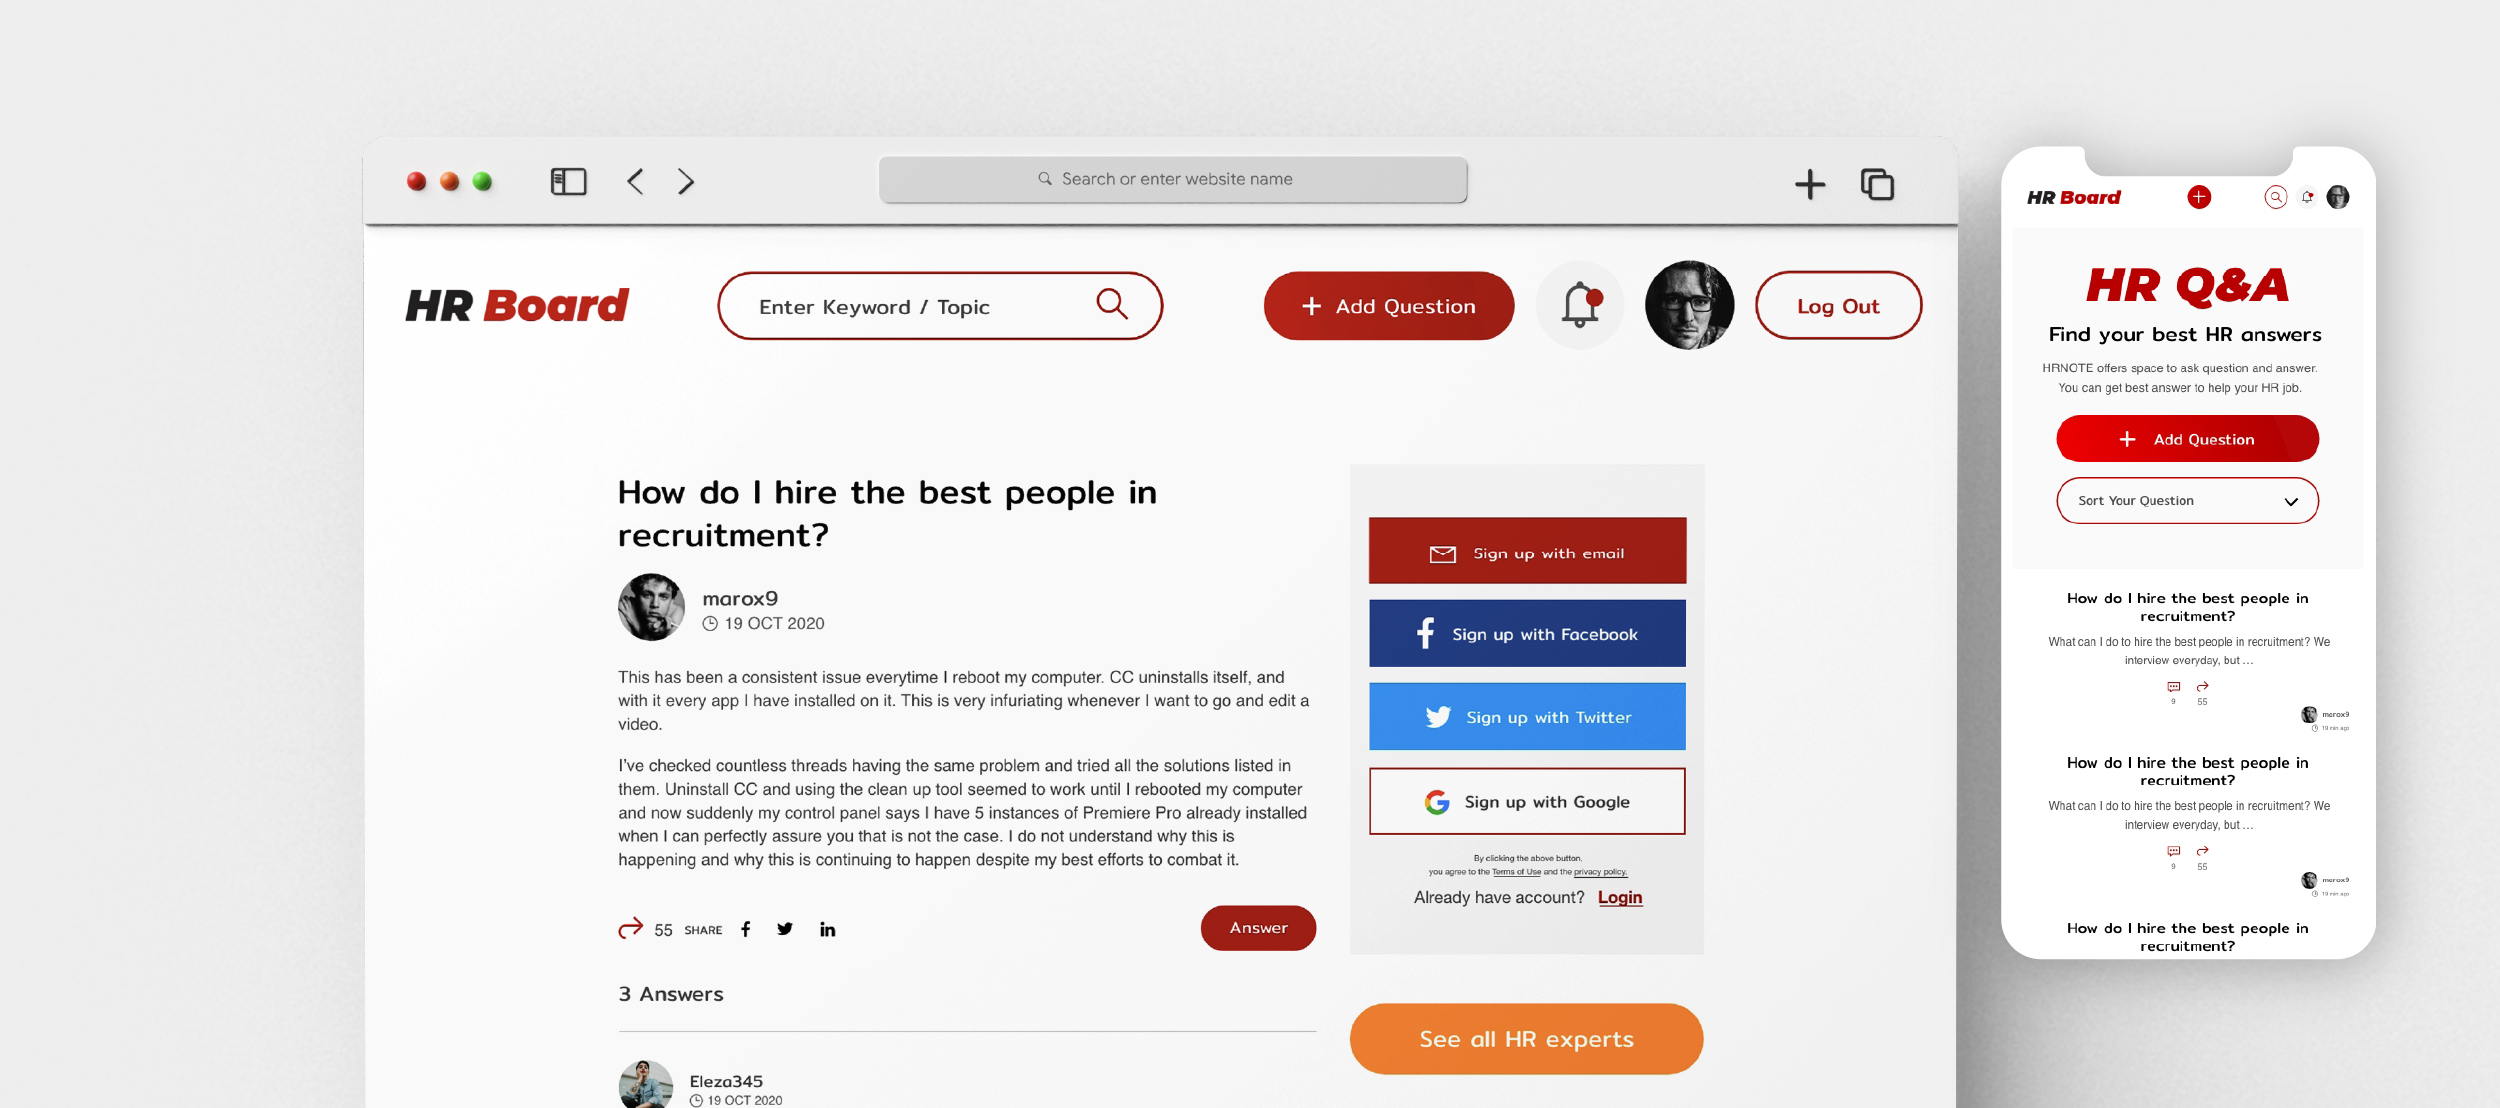 Search or enter website name
HR Board
Enter Keyword / Topic
+ Add Question
Log Out
How do I hire the best people in
recruitment?
marox9
19 OCT 2020
This has been a consistent issue everytime I reboot my computer. CC uninstalls itself, and
with it every app I have installed on it. This is very infuriating whenever I want to go and edit a
video.
I've checked countless threads having the same problem and tried all the solutions listed in
them. Uninstall CC and using the clean up tool seemed to work until I rebooted my computer
and now suddenly my control panel says I have 5 instances of Premiere Pro already installed
when I can perfectly assure you that is not the case. I do not understand why this is
happening and why this is continuing to happen despite my best efforts to combat it.
55 SHARE
Answer
3 Answers
Eleza345
19 OCT 2020
Sign up with email
Sign up with Facebook
Sign up with Twitter
Sign up with Google
By clicking the above button,
you agree to the Terms of Use and the privacy policy.
Already have account? Login
See all HR experts
HR Board
HR Q&A
Find your best HR answers
HRNOTE offers space to ask question and answer.
You can get best answer to help your HR job.
+ Add Question
Sort Your Question
How do I hire the best people in
recruitment?
What can I do to hire the best people in recruitment? We
interview everyday, but ...
9 55
marox9
19 min ago
How do I hire the best people in
recruitment?
What can I do to hire the best people in recruitment? We
interview everyday, but ...
9 55
marox9
19 min ago
How do I hire the best people in
recruitment?